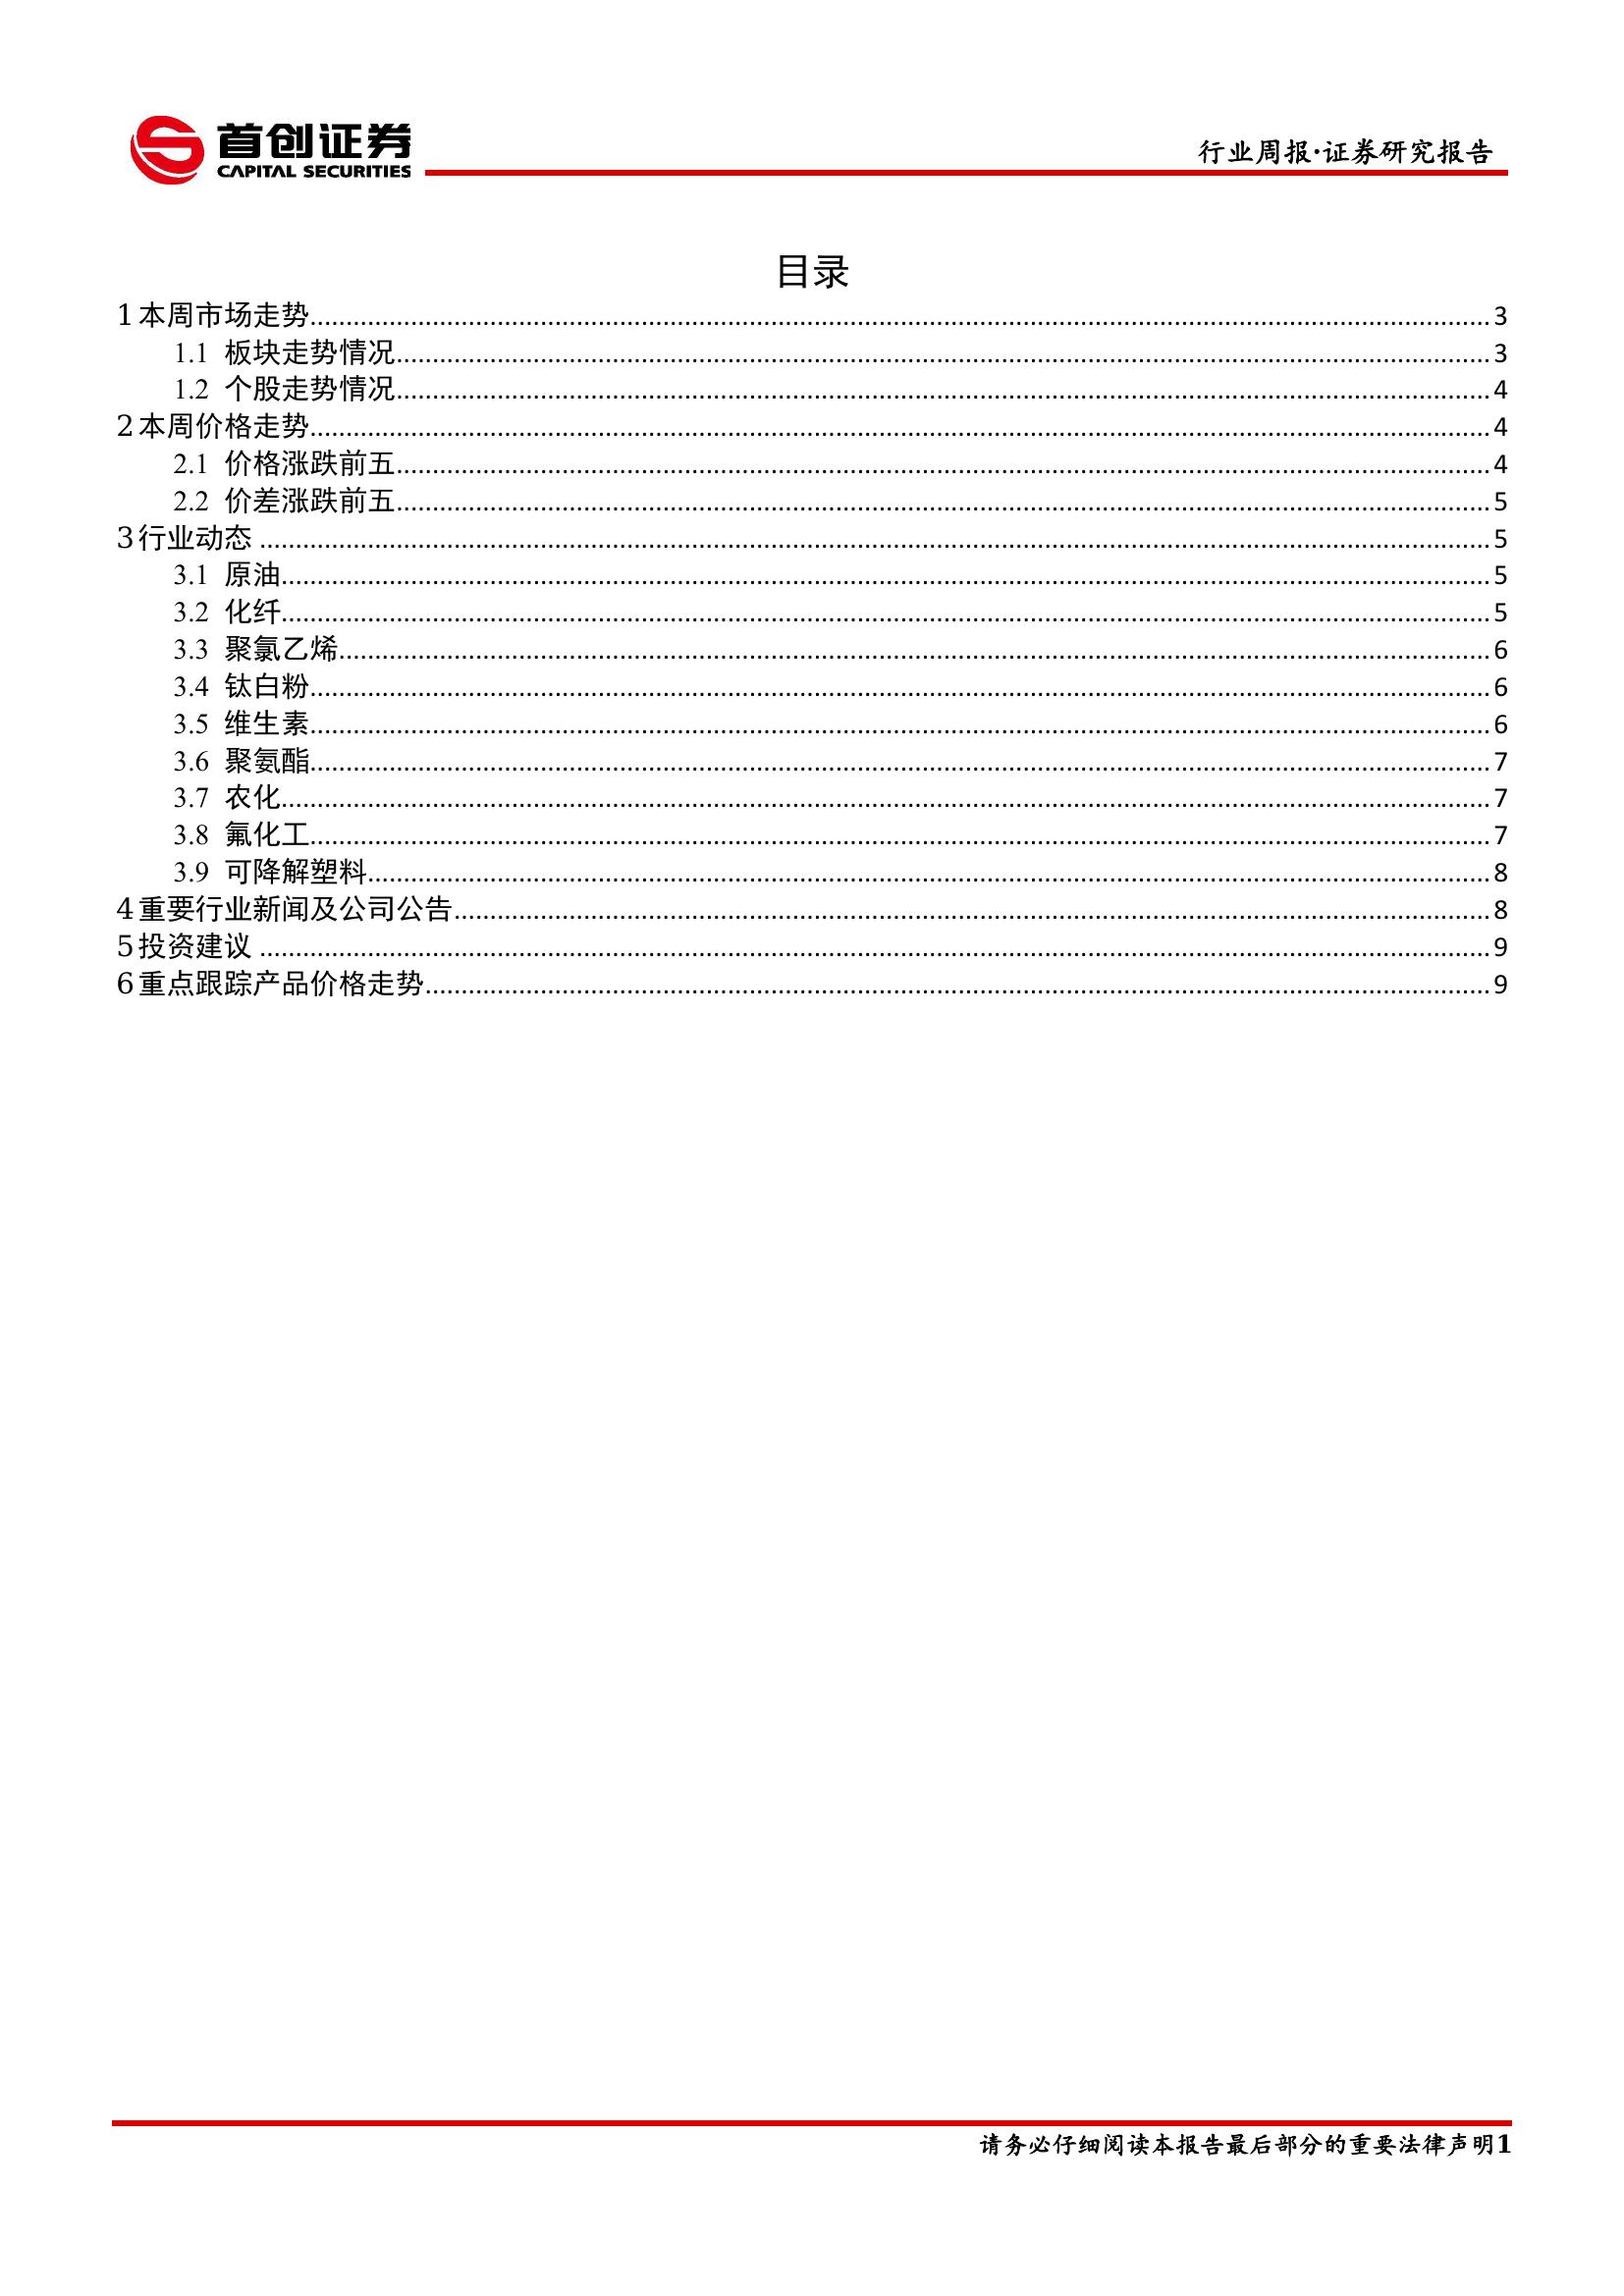 首创证券
CAPITAL SECURITIES
行业周报·证券研究报告
目录
1 本周市场走势 3
1.1 板块走势情况 3
1.2 个股走势情况 4
2 本周价格走势 4
2.1 价格涨跌前五 4
2.2 价差涨跌前五 5
3 行业动态 5
3.1 原油 5
3.2 化纤 5
3.3 聚氯乙烯 6
3.4 钛白粉 6
3.5 维生素 6
3.6 聚氨酯 7
3.7 农化 7
3.8 氟化工 7
3.9 可降解塑料 8
4 重要行业新闻及公司公告 8
5 投资建议 9
6 重点跟踪产品价格走势 9
请务必仔细阅读本报告最后部分的重要法律声明1